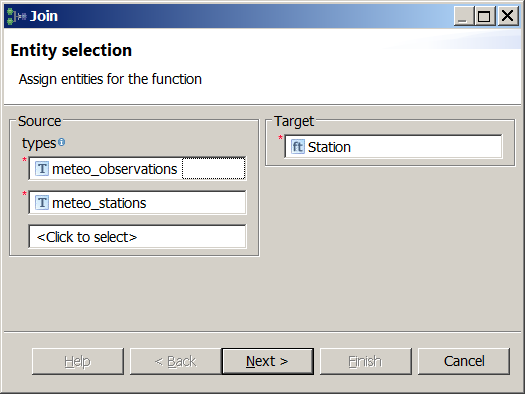 Join
Entity selection
Assign entities for the function
Source
types
* T meteo_observations
* T meteo_stations
<Click to select>
Target
* ft Station
Help
< Back
Next >
Finish
Cancel